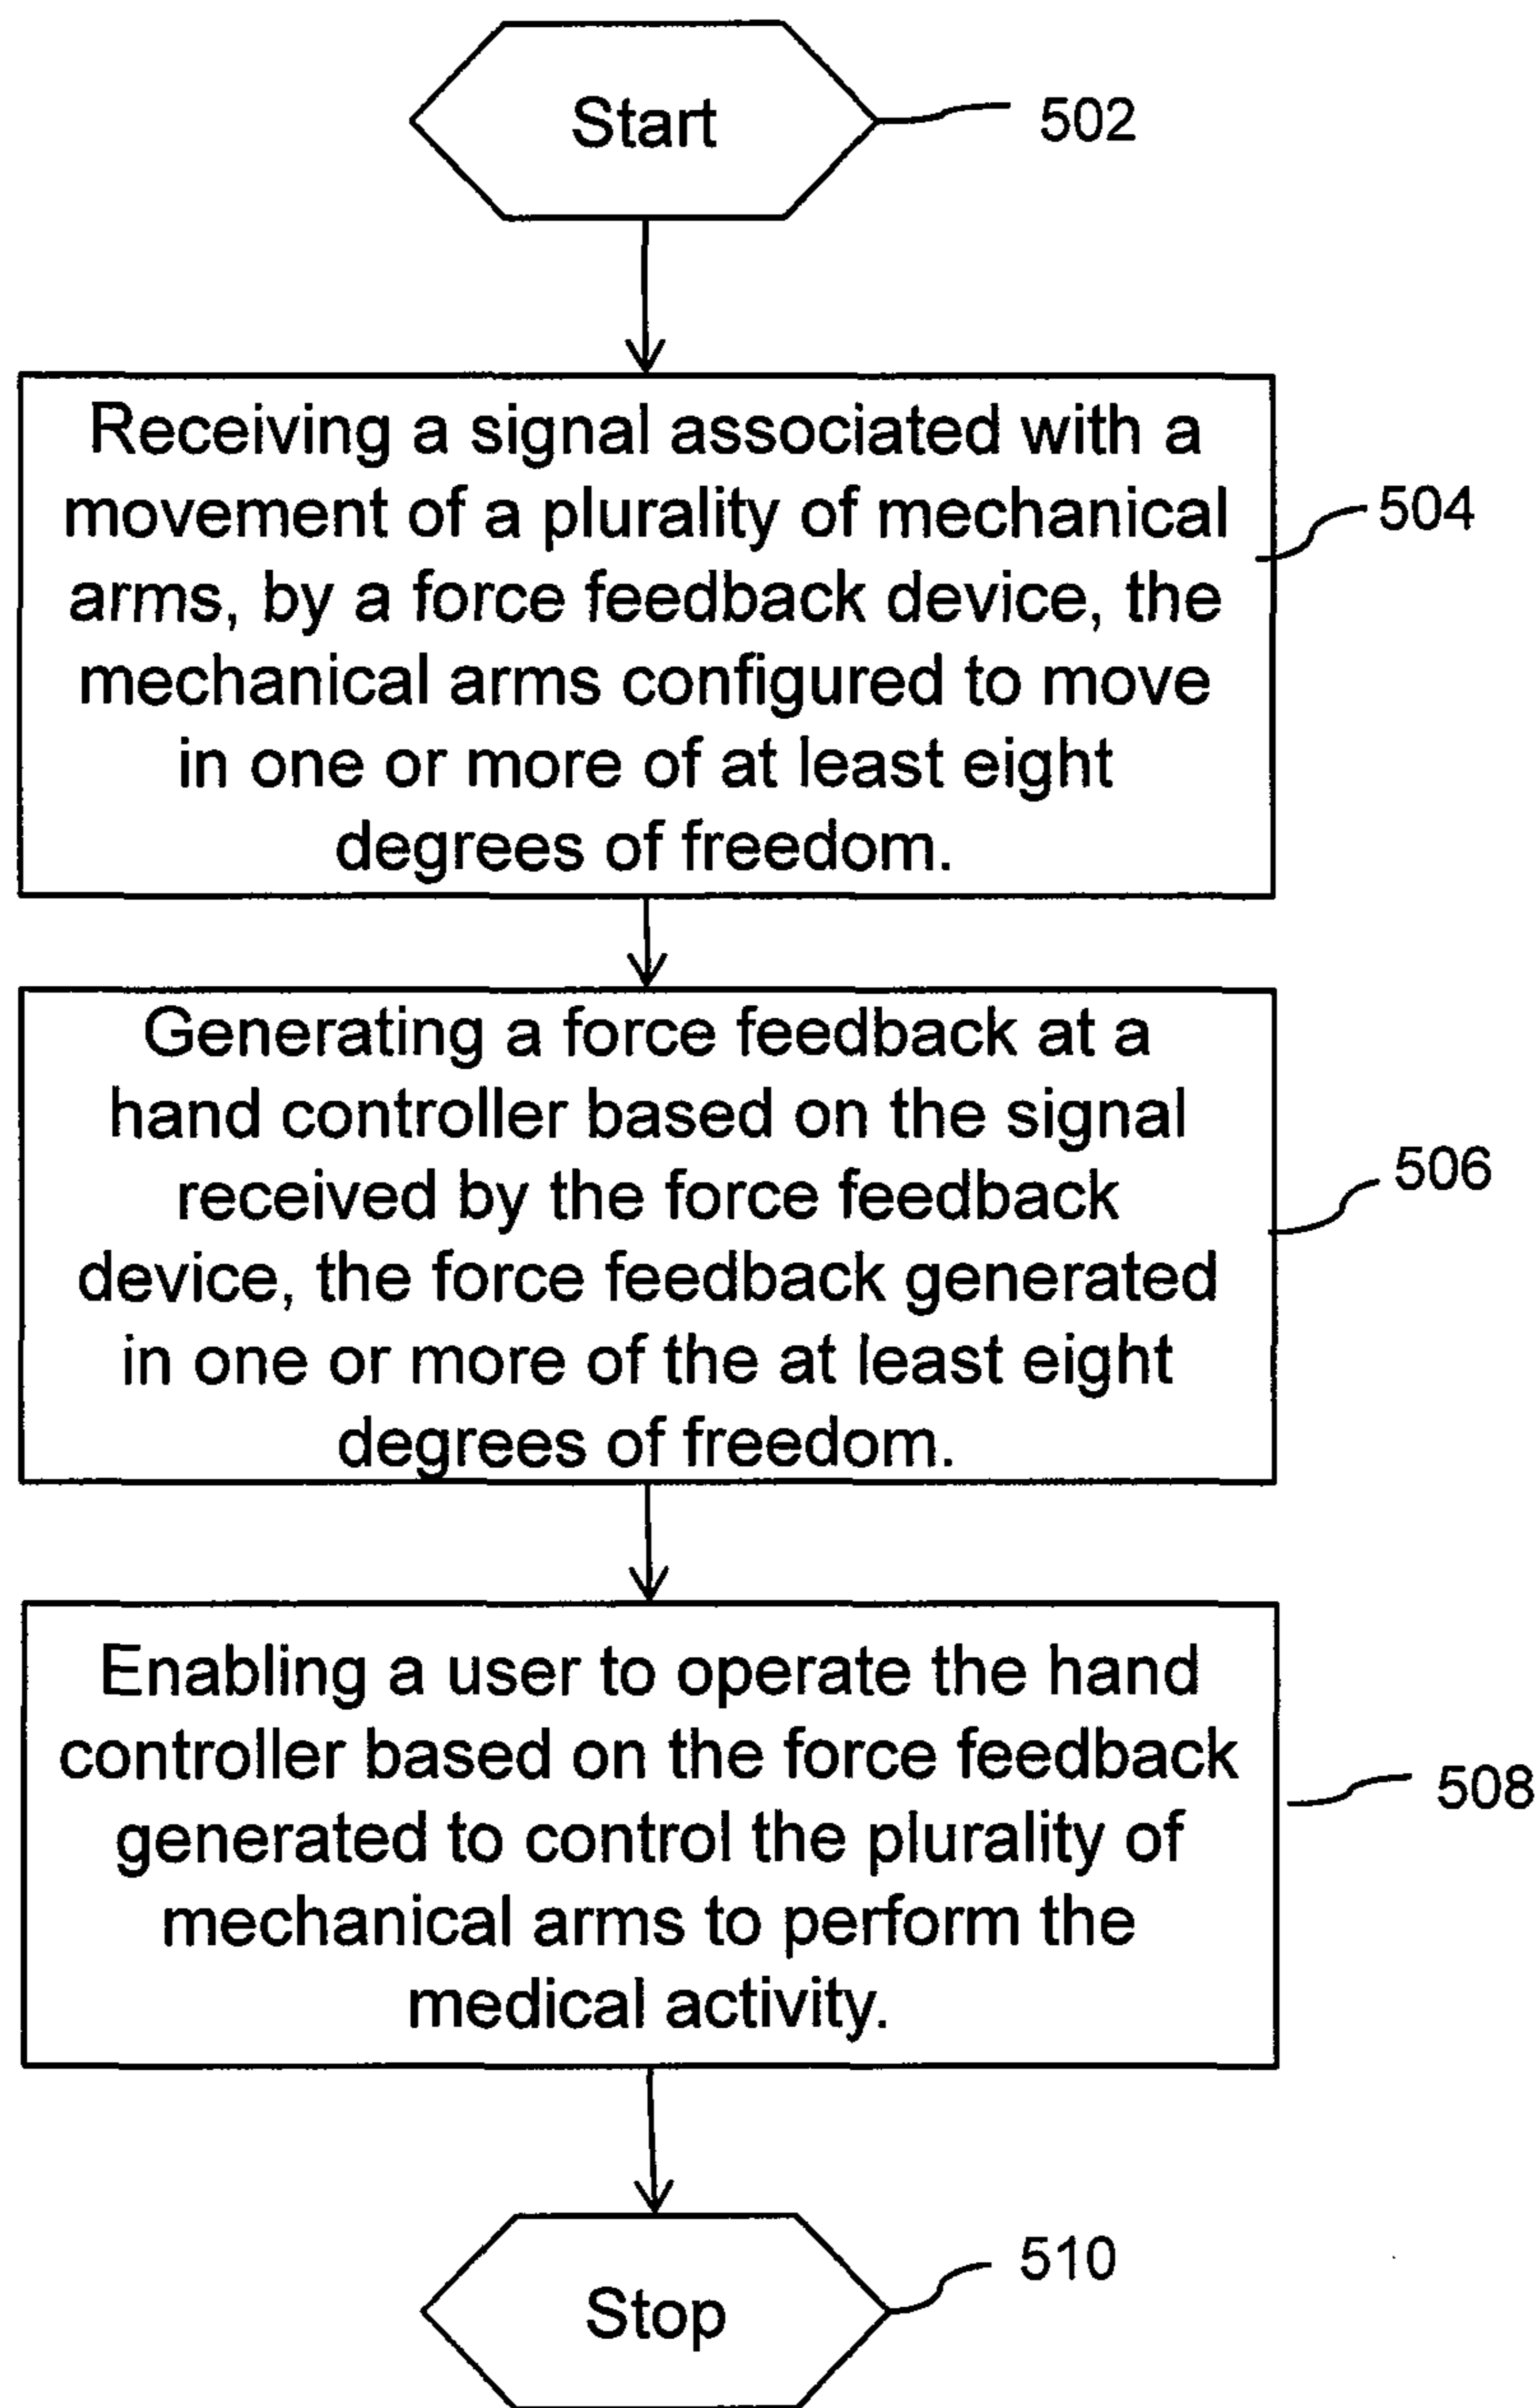 Start
502
Receiving a signal associated with a
movement of a plurality of mechanical
arms, by a force feedback device, the
mechanical arms configured to move
in one or more of at least eight
degrees of freedom.
504
Generating a force feedback at a
hand controller based on the signal
received by the force feedback
device, the force feedback generated
in one or more of the at least eight
degrees of freedom.
506
Enabling a user to operate the hand
controller based on the force feedback
generated to control the plurality of
mechanical arms to perform the
medical activity.
508
Stop
510